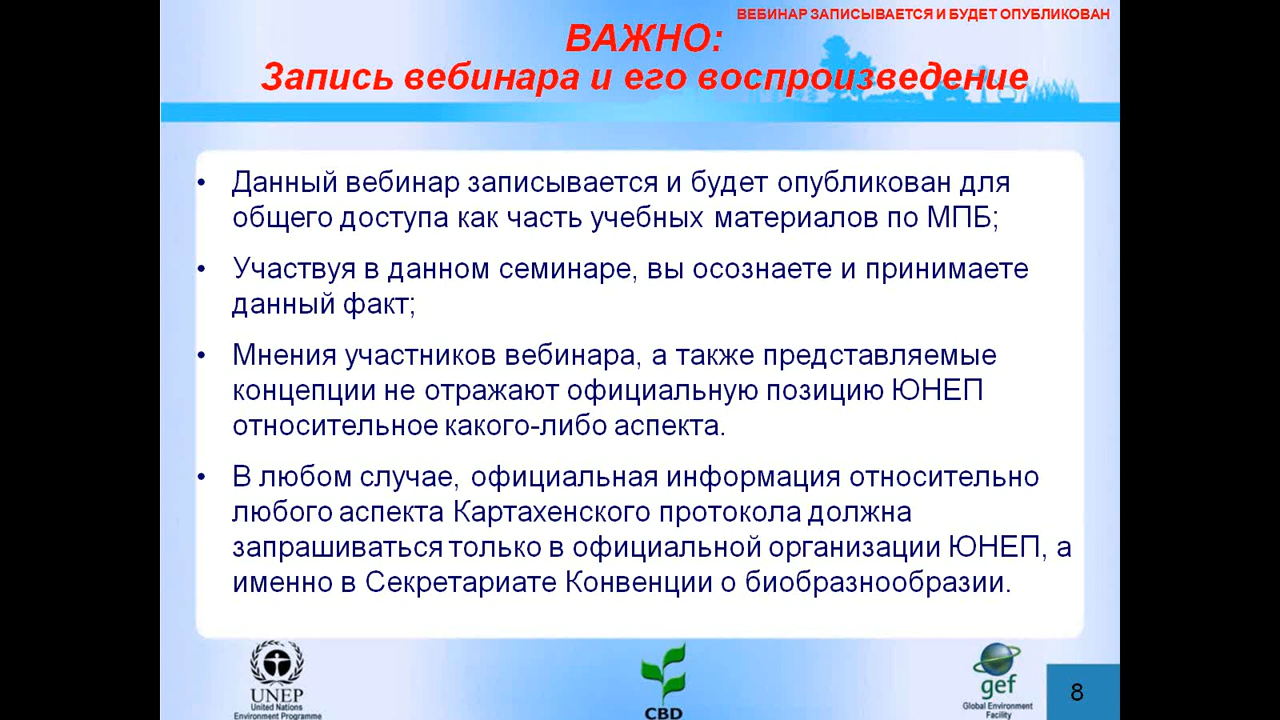 ВЕБИНАР ЗАПИСЫВАЕТСЯ И БУДЕТ ОПУБЛИКОВАН
ВАЖНО:
Запись вебинара и его воспроизведение
• Данный вебинар записывается и будет опубликован для
общего доступа как часть учебных материалов по МПБ;
• Участвуя в данном семинаре, вы осознаете и принимаете
данный факт;
• Мнения участников вебинара, а также представляемые
концепции не отражают официальную позицию ЮНЕП
относительное какого-либо аспекта.
• В любом случае, официальная информация относительно
любого аспекта Картахенского протокола должна
запрашиваться только в официальной организации ЮНЕП, а
именно в Секретариате Конвенции о биобразнообразии.
UNEP
United Nations
Environment Programme
CBD
gef
Global Environment
Facility
8